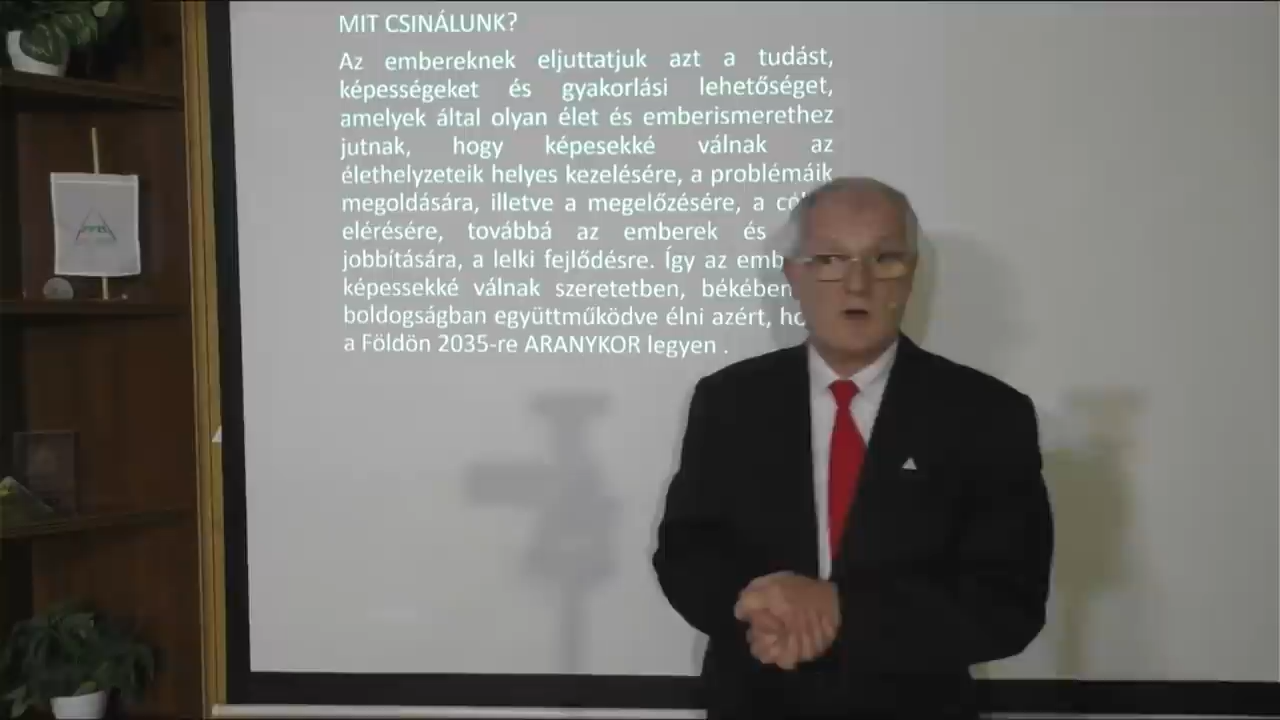 MIT CSINÁLUNK?
Az embereknek eljuttatjuk azt a tudást,
képességeket és gyakorlási lehetőséget,
amelyek által olyan élet és emberismerethez
jutnak, hogy képesekké válnak az
élethelyzeteik helyes kezelésére, a problémáik
megoldására, illetve a megelőzésére, a
elérésére, továbbá az emberek és
jobbítására, a lelki fejlődésre. Így az
képessekké válnak szeretetben, békében
boldogságban együttműködve élni azért,
a Földön 2035-re ARANYKOR legyen .